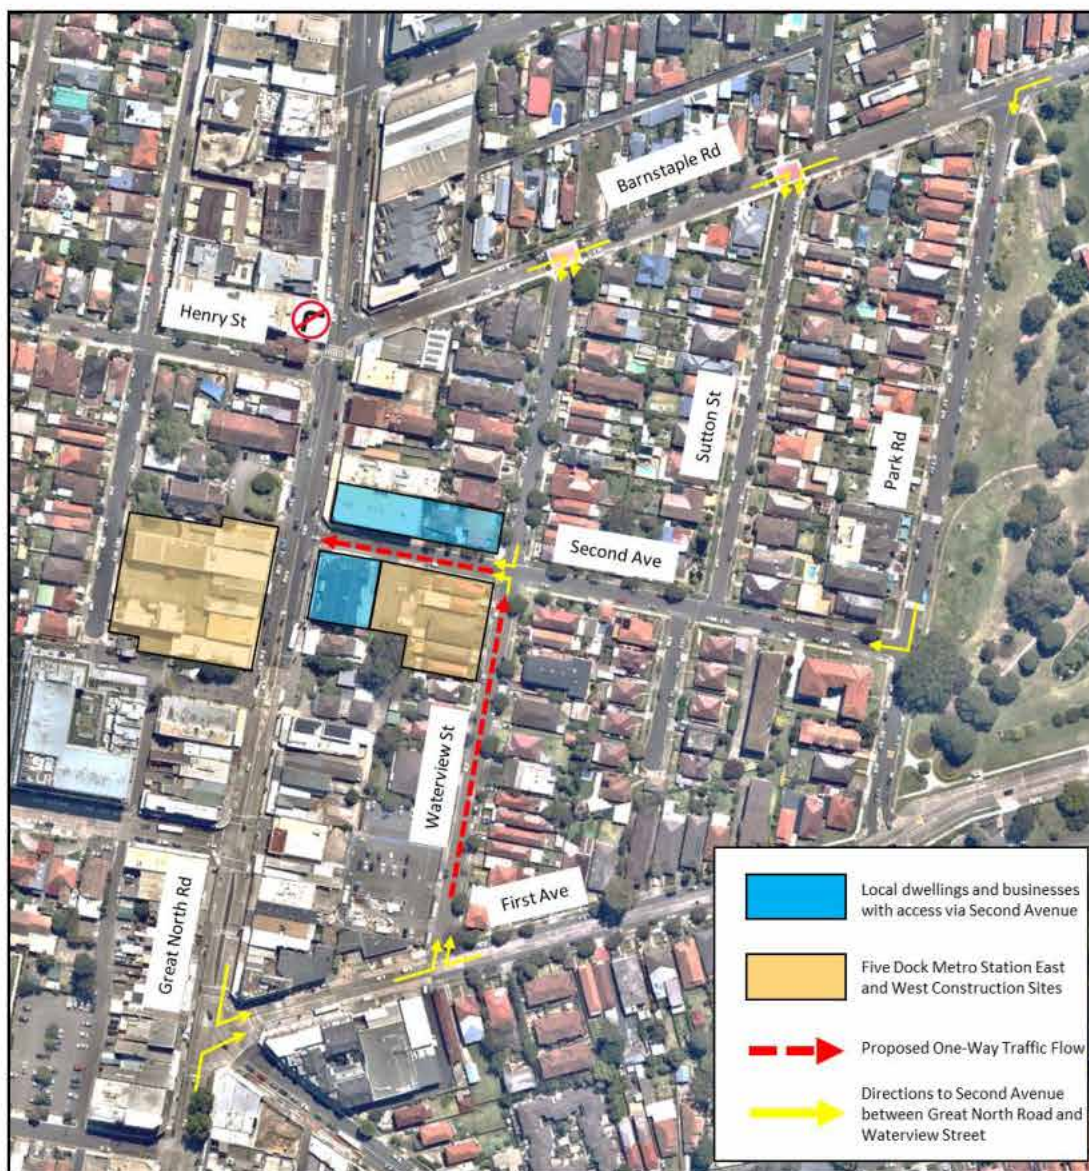 Barnstaple Rd
Henry St
Sutton St
Park Rd
Second Ave
Waterview St
First Ave
Great North Rd
Local dwellings and businesses
with access via Second Avenue
Five Dock Metro Station East
and West Construction Sites
Proposed One-Way Traffic Flow
Directions to Second Avenue
between Great North Road and
Waterview Street